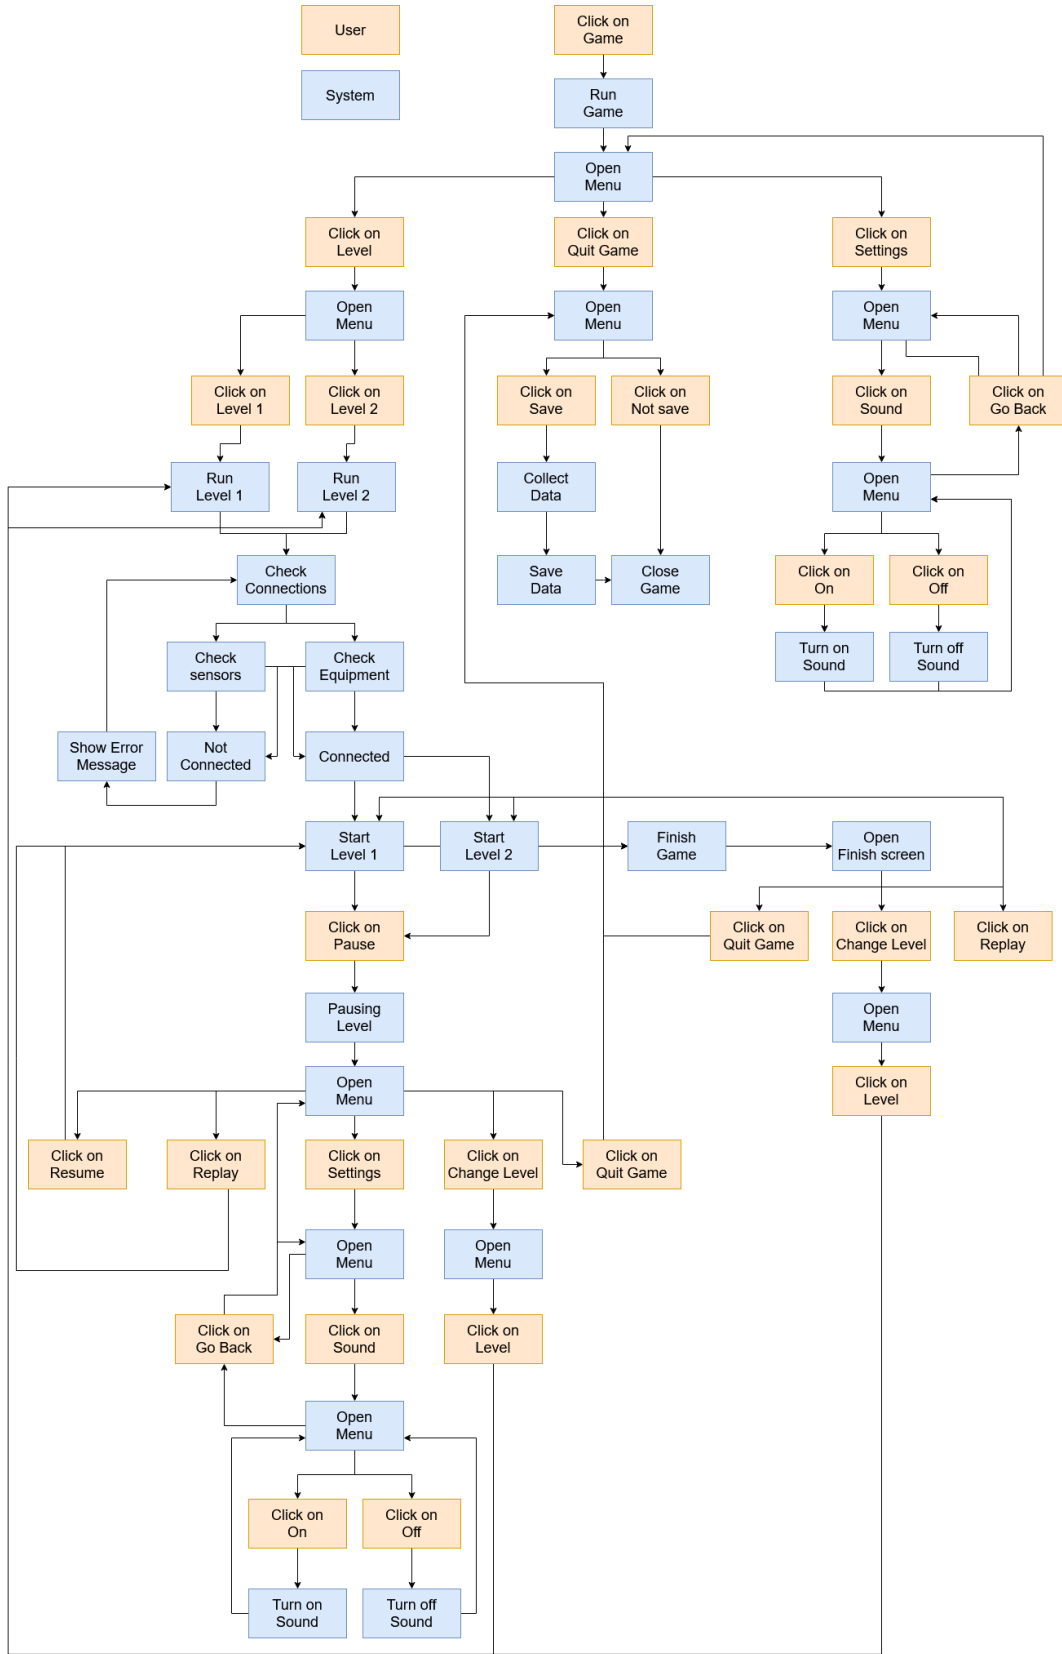 User
Click on
Game
System
Run
Game
Open
Menu
Click on
Level
Click on
Quit Game
Click on
Settings
Open
Menu
Open
Menu
Open
Menu
Click on
Level 1
Click on
Level 2
Click on
Save
Click on
Not save
Click on
Sound
Click on
Go Back
Run
Level 1
Run
Level 2
Collect
Data
Open
Menu
Check
Connections
Save
Data
Close
Game
Click on
On
Click on
Off
Check
sensors
Check
Equipment
Turn on
Sound
Turn off
Sound
Show Error
Message
Not
Connected
Connected
Start
Level 1
Start
Level 2
Finish
Game
Open
Finish screen
Click on
Pause
Click on
Quit Game
Click on
Change Level
Click on
Replay
Pausing
Level
Open
Menu
Open
Menu
Click on
Level
Click on
Resume
Click on
Replay
Click on
Settings
Click on
Change Level
Click on
Quit Game
Open
Menu
Open
Menu
Click on
Go Back
Click on
Sound
Click on
Level
Open
Menu
Click on
On
Click on
Off
Turn on
Sound
Turn off
Sound